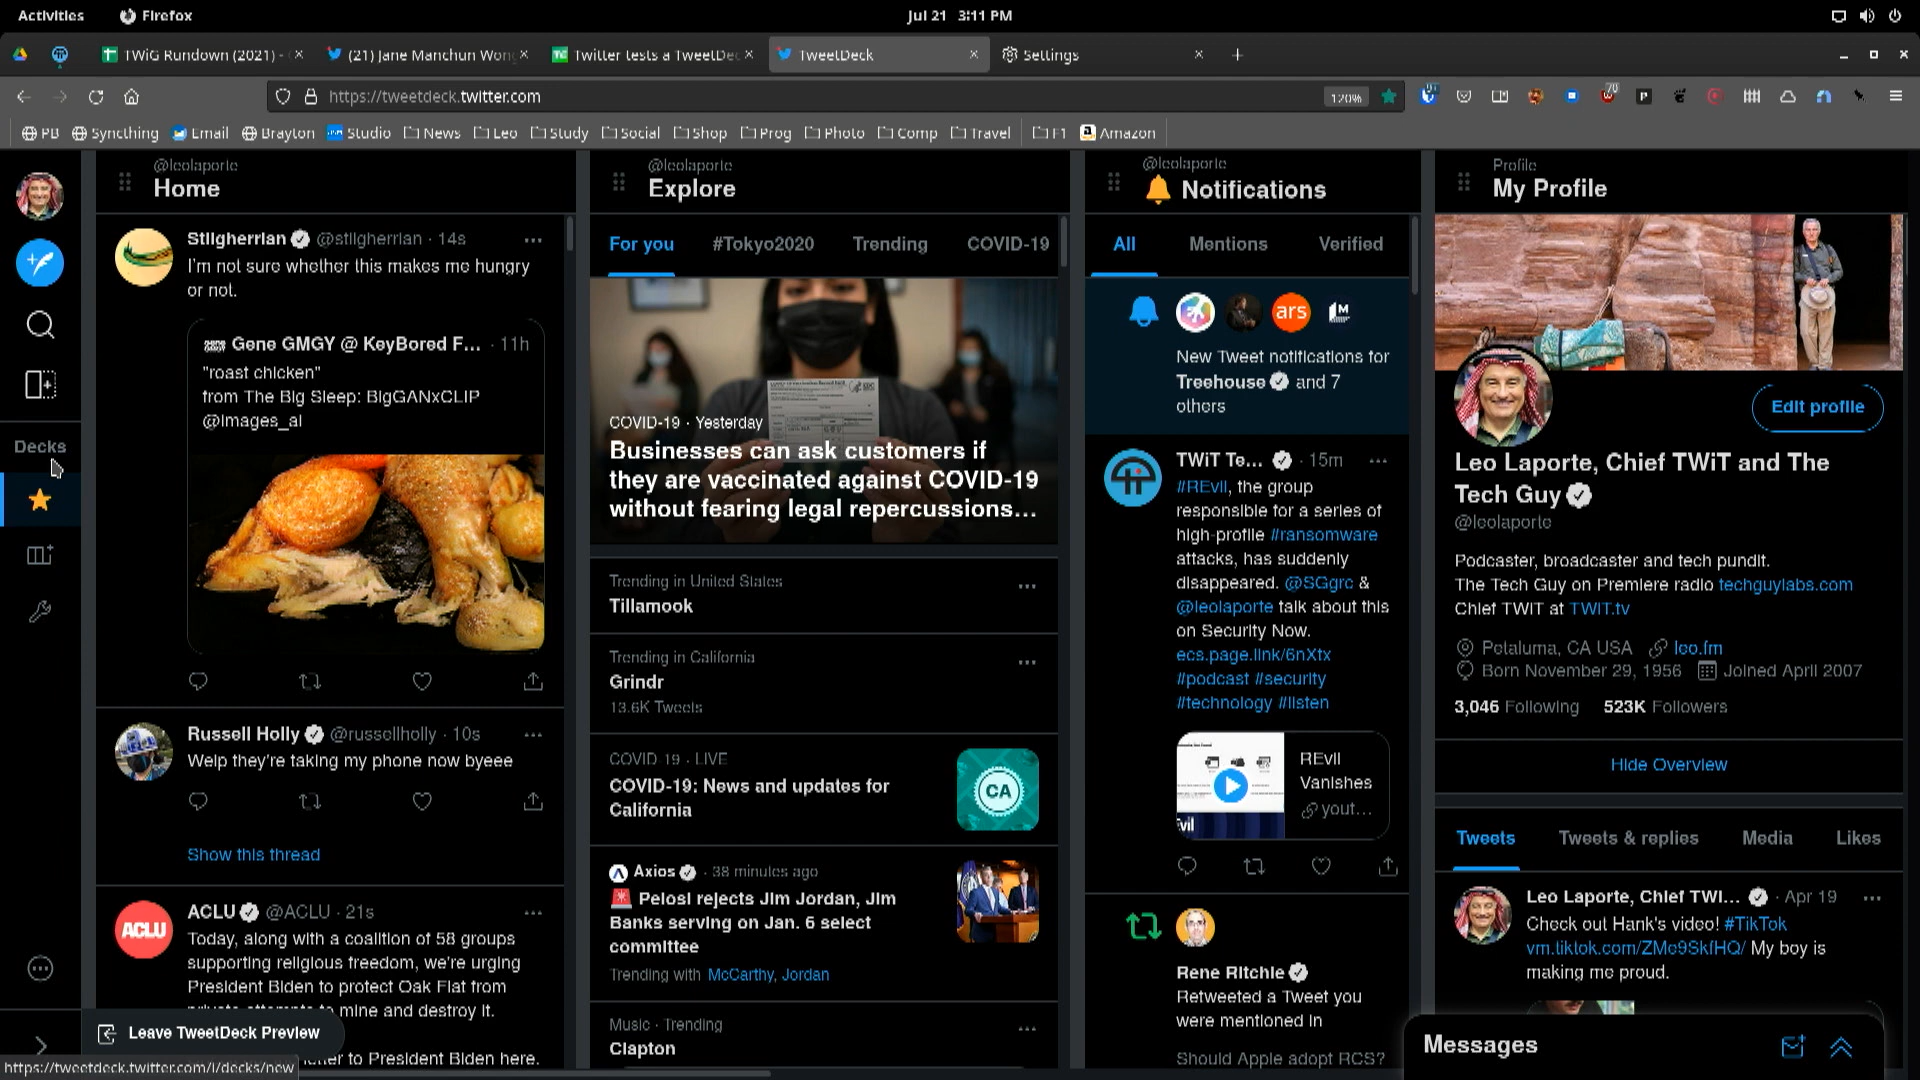 Activities
Firefox
Jul 21 3:11 PM
TWiG Rundown (2021) -
(21) Jane Manchun Wong
Twitter tests a TweetDec
TweetDeck
Settings
https://tweetdeck.twitter.com
120%
70
PB
Syncthing
Email
Brayton
Studio
News
Leo
Study
Social
Shop
Prog
Photo
Comp
Travel
F1
Amazon
Decks
@leolaporte
Home
Stilgherrian @stilgherrian · 14s
I'm not sure whether this makes me hungry
or not.
Gene GMGY @ KeyBored F... · 11h
"roast chicken"
from The Big Sleep: BigGANxCLIP
@images_ai
Russell Holly @russellholly · 10s
Welp they're taking my phone now byeee
Show this thread
ACLU @ACLU · 21s
ACLU
Today, along with a coalition of 58 groups
supporting religious freedom, we're urging
President Biden to protect Oak Flat from
mine and destroy it.
Leave TweetDeck Preview
er to President Biden here.
https://tweetdeck.twitter.com/i/decks/new
@leolaporte
Explore
For you
#Tokyo2020
Trending
COVID-19
COVID-19 · Yesterday
Businesses can ask customers if
they are vaccinated against COVID-19
without fearing legal repercussions...
Trending in United States
Tillamook
Trending in California
Grindr
13.6K Tweets
COVID-19 · LIVE
COVID-19: News and updates for
California
CA
Axios · 38 minutes ago
Pelosi rejects Jim Jordan, Jim
Banks serving on Jan. 6 select
committee
Trending with McCarthy, Jordan
Music · Trending
Clapton
@leolaporte
Notifications
All
Mentions
Verified
ars
New Tweet notifications for
Treehouse and 7
others
TWiT Te... · 15m
#REvil, the group
responsible for a series of
high-profile #ransomware
attacks, has suddenly
disappeared. @SGgrc &
@leolaporte talk about this
on Security Now.
ecs.page.link/6nXtx
#podcast #security
#technology #listen
REvil
Vanishes
yout...
Evil
Rene Ritchie
Retweeted a Tweet you
were mentioned in
Should Apple adopt RCS?
Profile
My Profile
Edit profile
Leo Laporte, Chief TWiT and The
Tech Guy
@leolaporte
Podcaster, broadcaster and tech pundit.
The Tech Guy on Premiere radio techguylabs.com
Chief TWIT at TWIT.tv
Petaluma, CA USA
leo.fm
Born November 29, 1956
Joined April 2007
3,046 Following
523K Followers
Hide Overview
Tweets
Tweets & replies
Media
Likes
Leo Laporte, Chief TWI... · Apr 19
Check out Hank's video! #TikTok
vm.tiktok.com/ZMe9SkfHQ/ My boy is
making me proud.
Messages